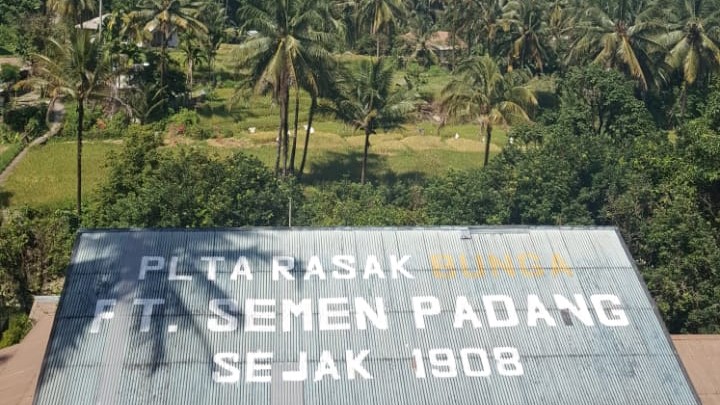 PLTA RASAK BUNGA
PT. SEMEN PADANG
SEJAK 1908